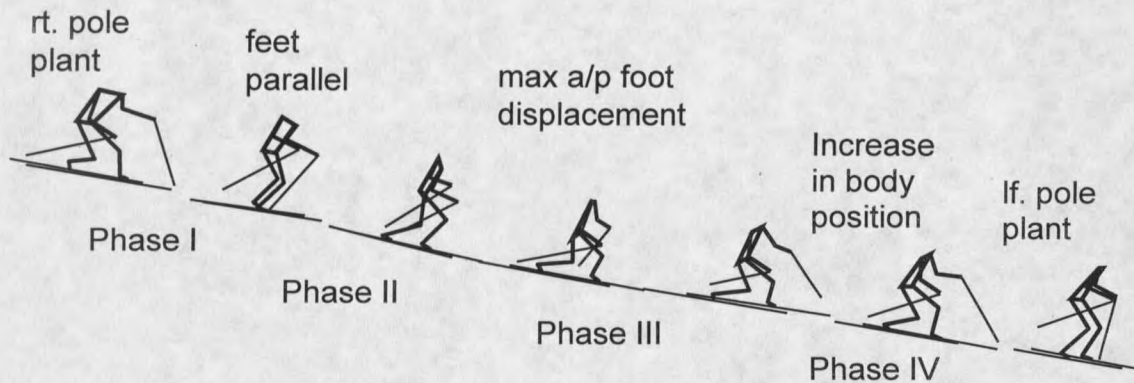 rt. pole
plant
feet
parallel
max a/p foot
displacement
Increase
in body
position
lf. pole
plant
Phase I
Phase II
Phase III
Phase IV